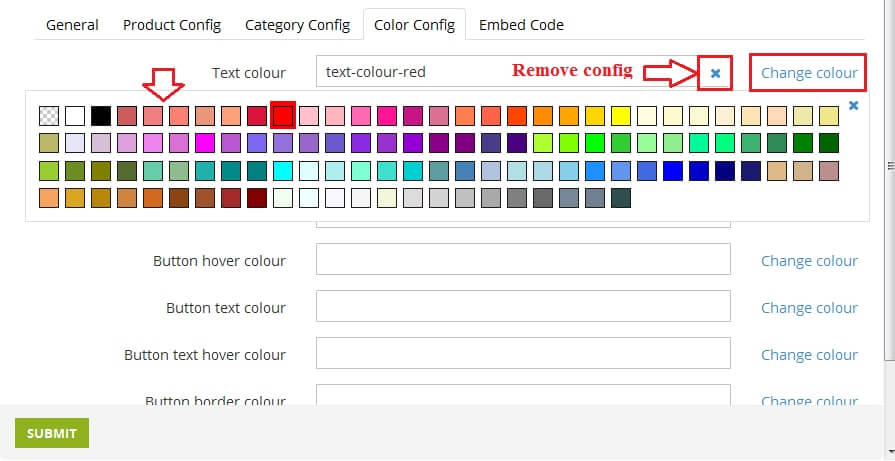 General Product Config Category Config Color Config Embed Code
Text colour text-colour-red Remove config Change colour
Button hover colour Change colour
Button text colour Change colour
Button text hover colour Change colour
Button border colour Change colour
SUBMIT